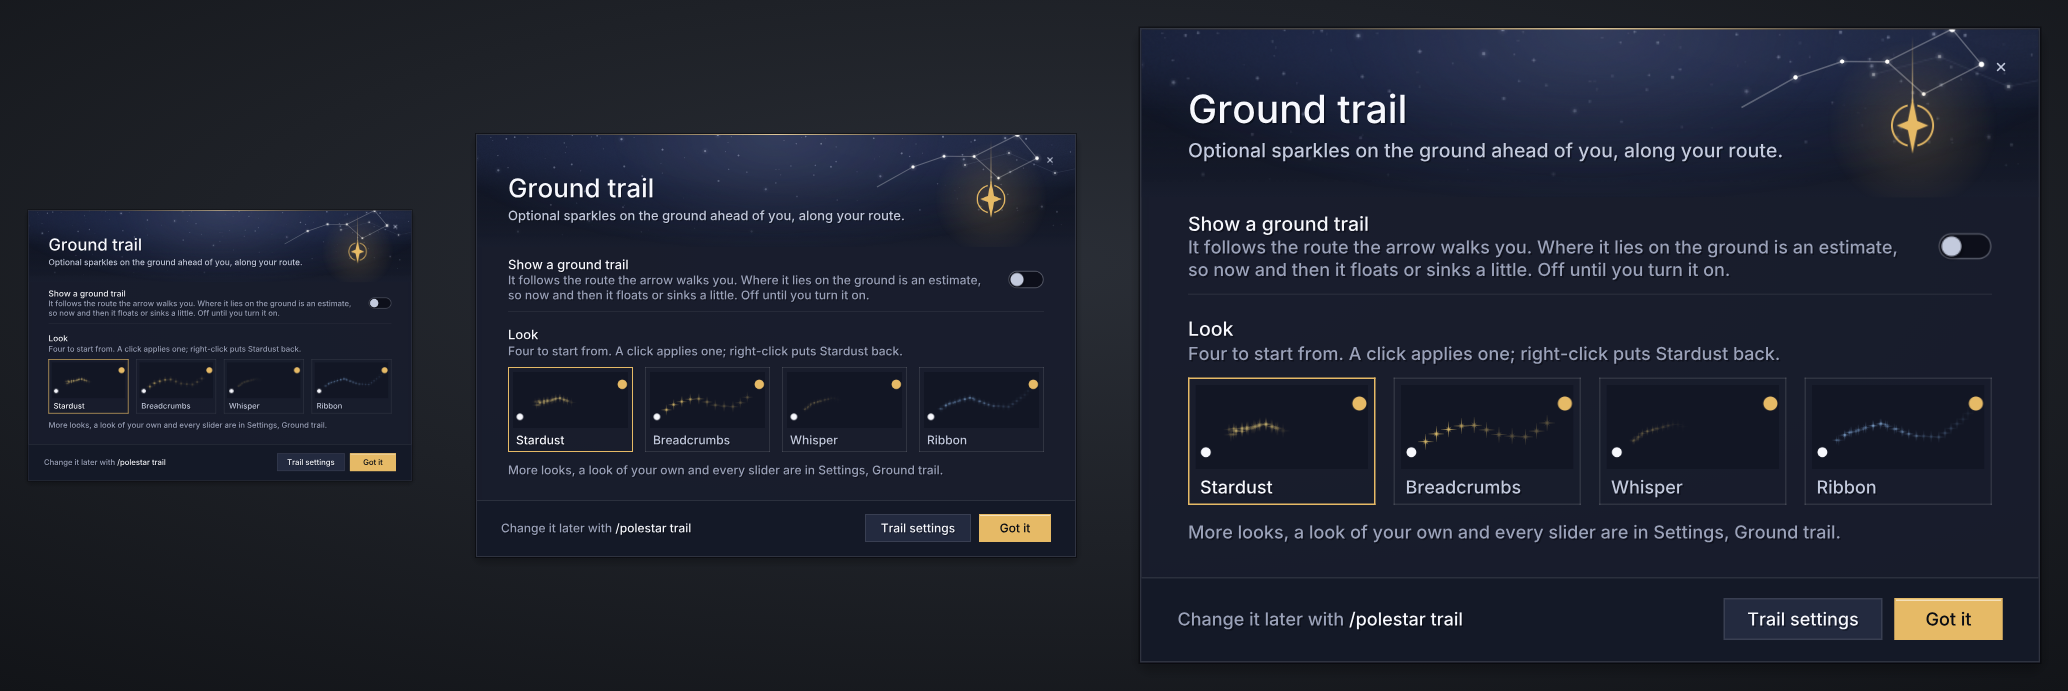 Ground trail
Optional sparkles on the ground ahead of you, along your route.
Show a ground trail
It follows the route the arrow walks you. Where it lies on the ground is an estimate,
so now and then it floats or sinks a little. Off until you turn it on.
Look
Four to start from. A click applies one; right-click puts Stardust back.
Stardust
Breadcrumbs
Whisper
Ribbon
More looks, a look of your own and every slider are in Settings, Ground trail.
Change it later with /polestar trail
Trail settings
Got it
Ground trail
Optional sparkles on the ground ahead of you, along your route.
Show a ground trail
It follows the route the arrow walks you. Where it lies on the ground is an estimate,
so now and then it floats or sinks a little. Off until you turn it on.
Look
Four to start from. A click applies one; right-click puts Stardust back.
Stardust
Breadcrumbs
Whisper
Ribbon
More looks, a look of your own and every slider are in Settings, Ground trail.
Change it later with /polestar trail
Trail settings
Got it
Ground trail
Optional sparkles on the ground ahead of you, along your route.
Show a ground trail
It follows the route the arrow walks you. Where it lies on the ground is an estimate,
so now and then it floats or sinks a little. Off until you turn it on.
Look
Four to start from. A click applies one; right-click puts Stardust back.
Stardust
Breadcrumbs
Whisper
Ribbon
More looks, a look of your own and every slider are in Settings, Ground trail.
Change it later with /polestar trail
Trail settings
Got it